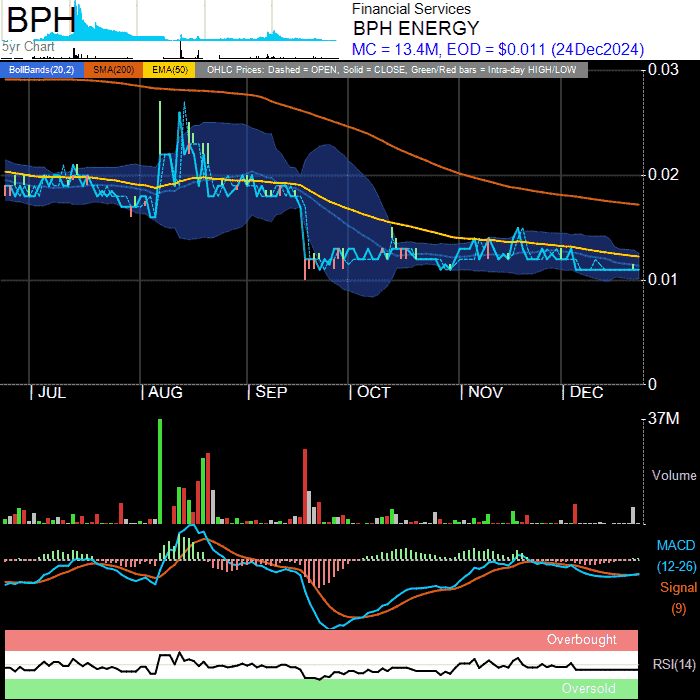 BPH
5yr Chart
Financial Services
BPH ENERGY
MC = 13.4M, EOD = $0.011 (24Dec2024)
BollBands(20,2) SMA(200) EMA(50) OHLC Prices: Dashed = OPEN, Solid = CLOSE, Green/Red bars = Intra-day HIGH/LOW
0.03
0.02
0.01
0
JUL AUG SEP OCT NOV DEC
37M
Volume
MACD
(12-26)
Signal
(9)
Overbought
RSI(14)
Oversold